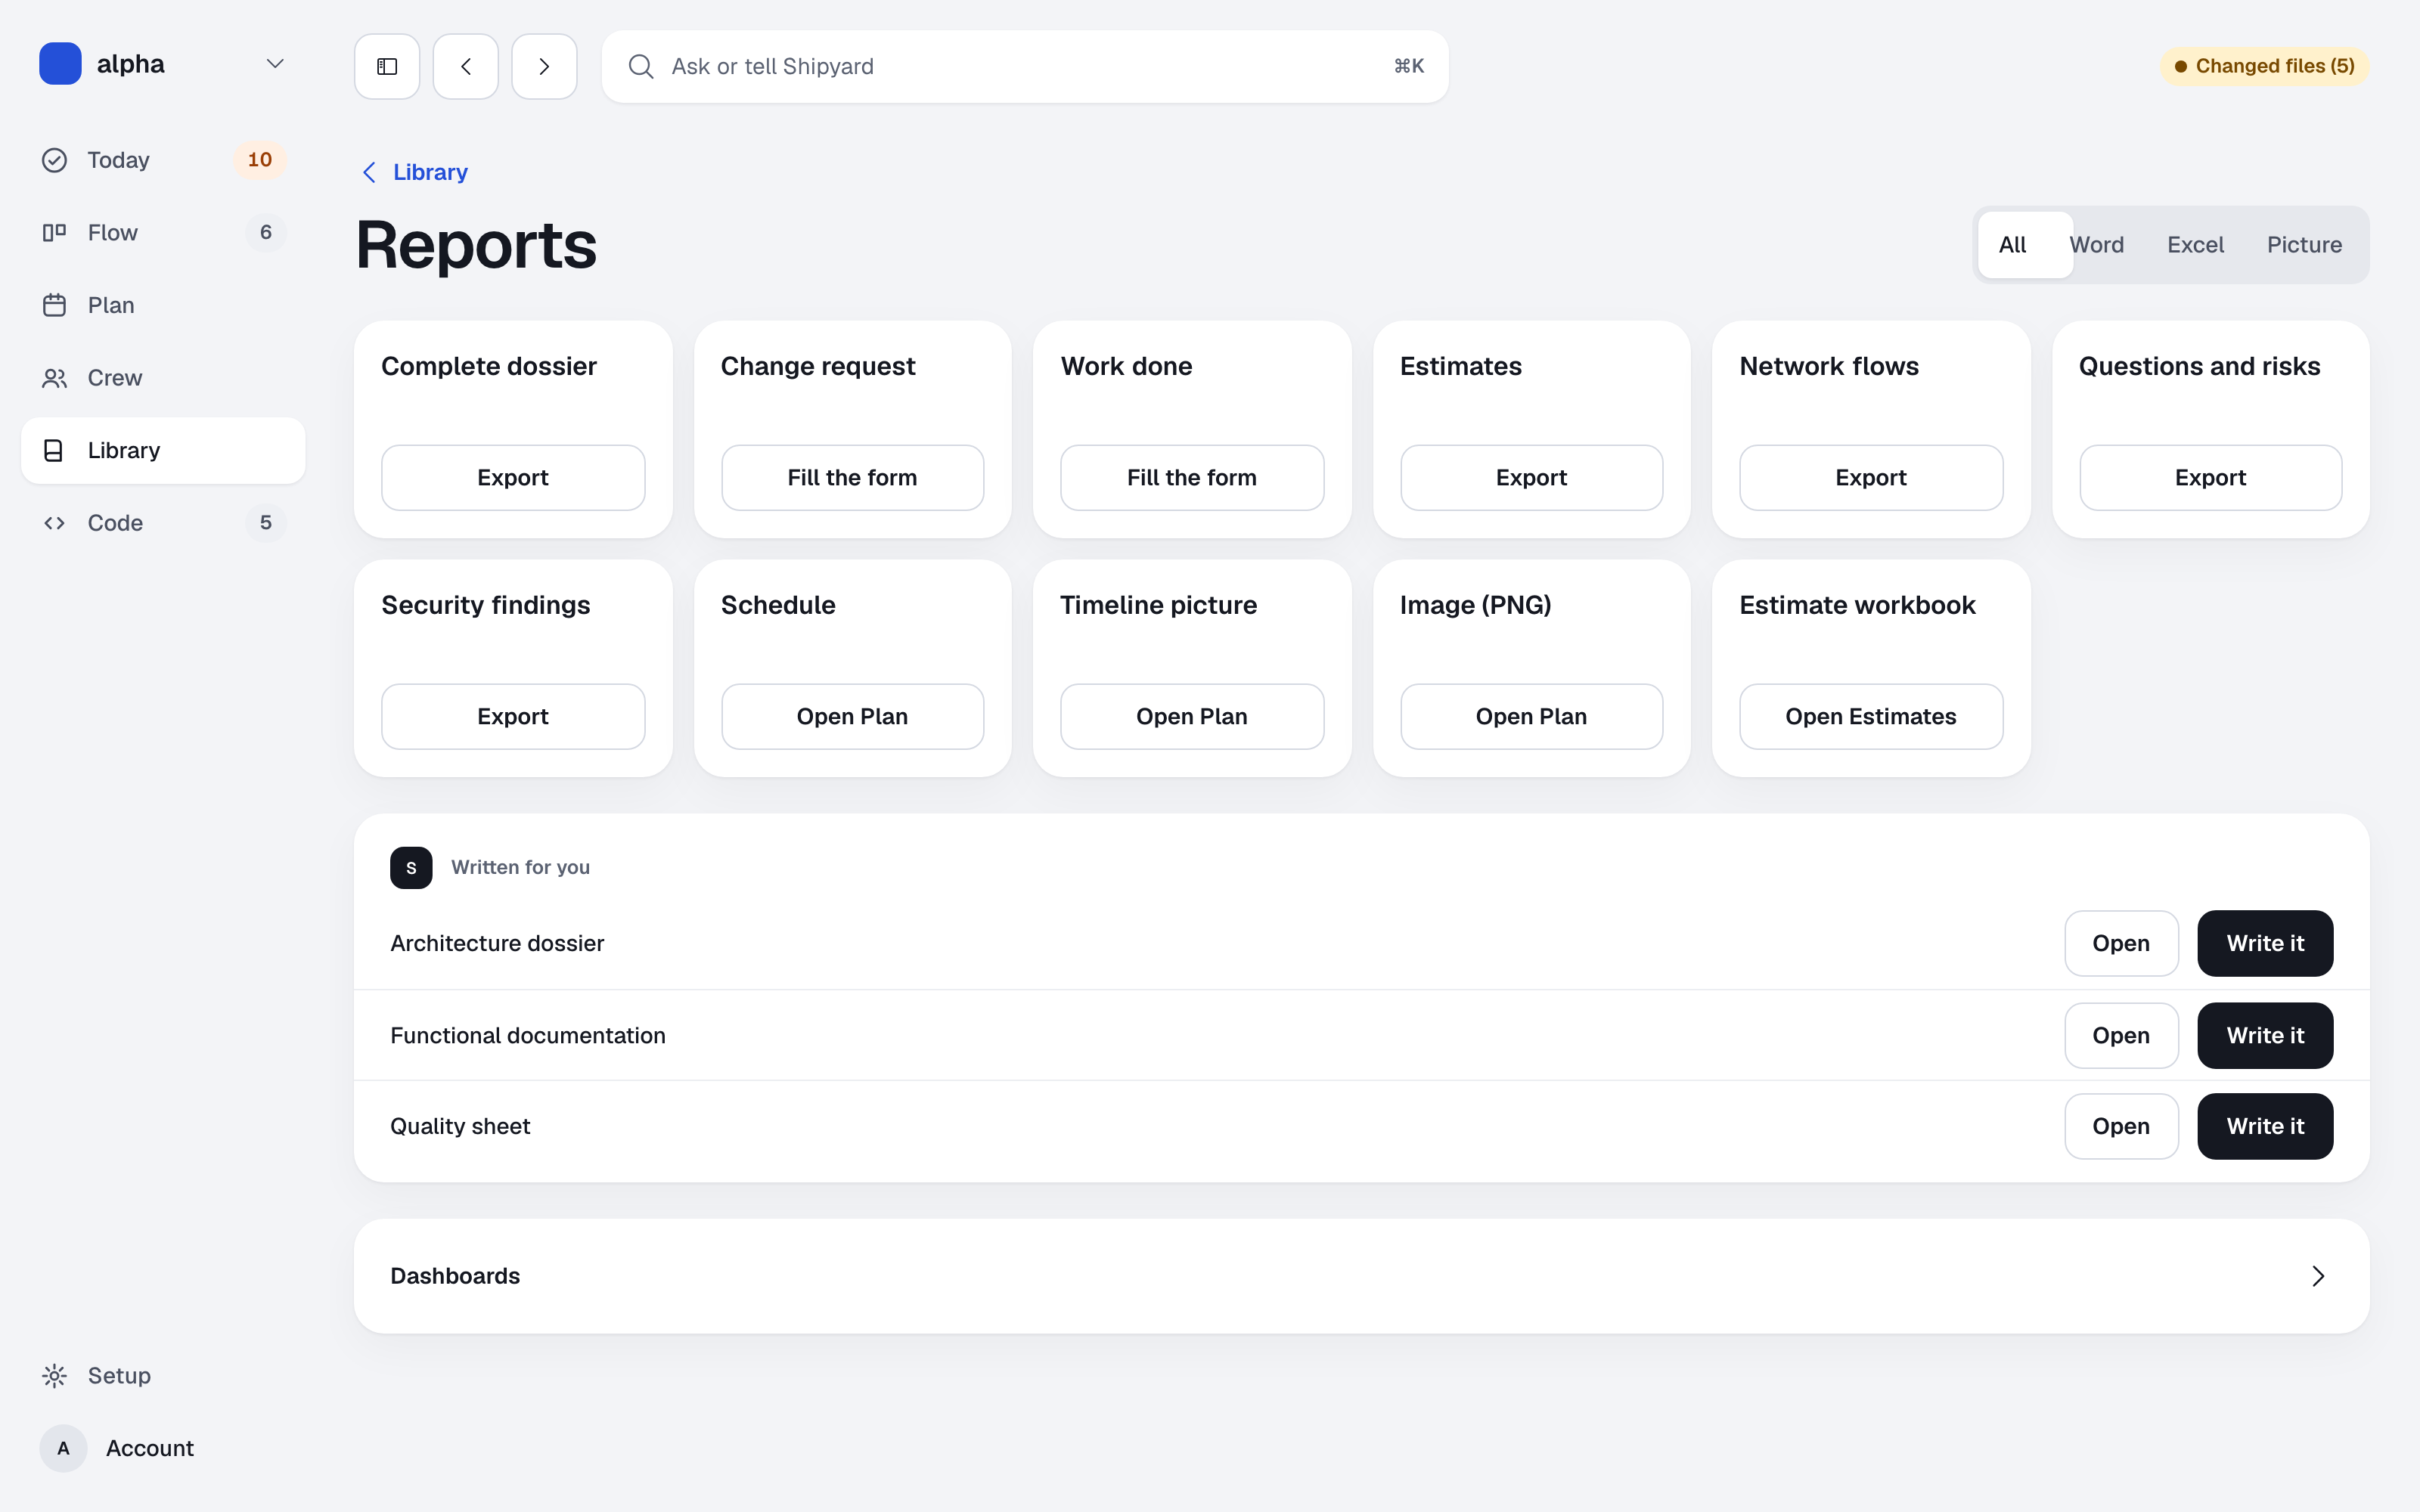 alpha
Ask or tell Shipyard ⌘K
Changed files (5)
Today 10
Flow 6
Plan
Crew
Library
Code 5
Setup
A Account
Library
Reports
All Word Excel Picture
Complete dossier
Export
Change request
Fill the form
Work done
Fill the form
Estimates
Export
Network flows
Export
Questions and risks
Export
Security findings
Export
Schedule
Open Plan
Timeline picture
Open Plan
Image (PNG)
Open Plan
Estimate workbook
Open Estimates
S Written for you
Architecture dossier Open Write it
Functional documentation Open Write it
Quality sheet Open Write it
Dashboards